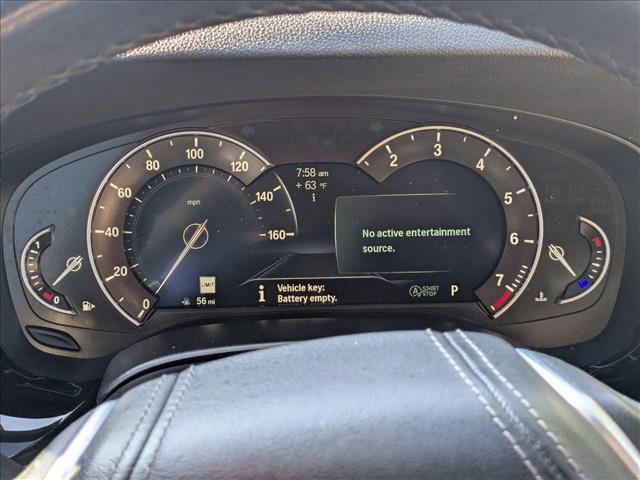 80
100
120
60
140
40
160
20
0
mph
7:58 am
+ 63 °F
i
No active entertainment
source.
2
3
4
5
6
7
1
0
LIMIT
56 mi
i
Vehicle key:
Battery empty.
A START
STOP
P